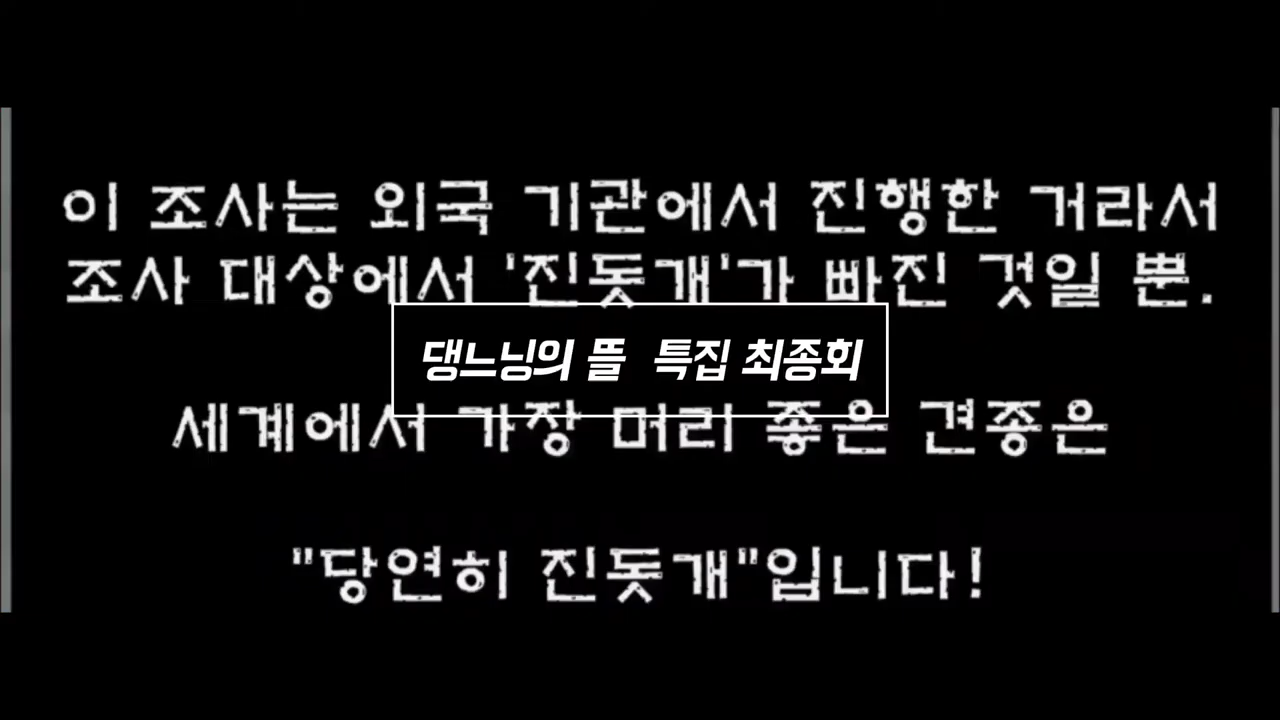 이 조사는 외국 기관에서 진행한 거라서
조사 대상에서 '진돗개'가 빠진 것일 뿐.
댕느닝의 뜰 특집 최종회
세계에서 가장 머리 좋은 견종은
"당연히 진돗개"입니다!